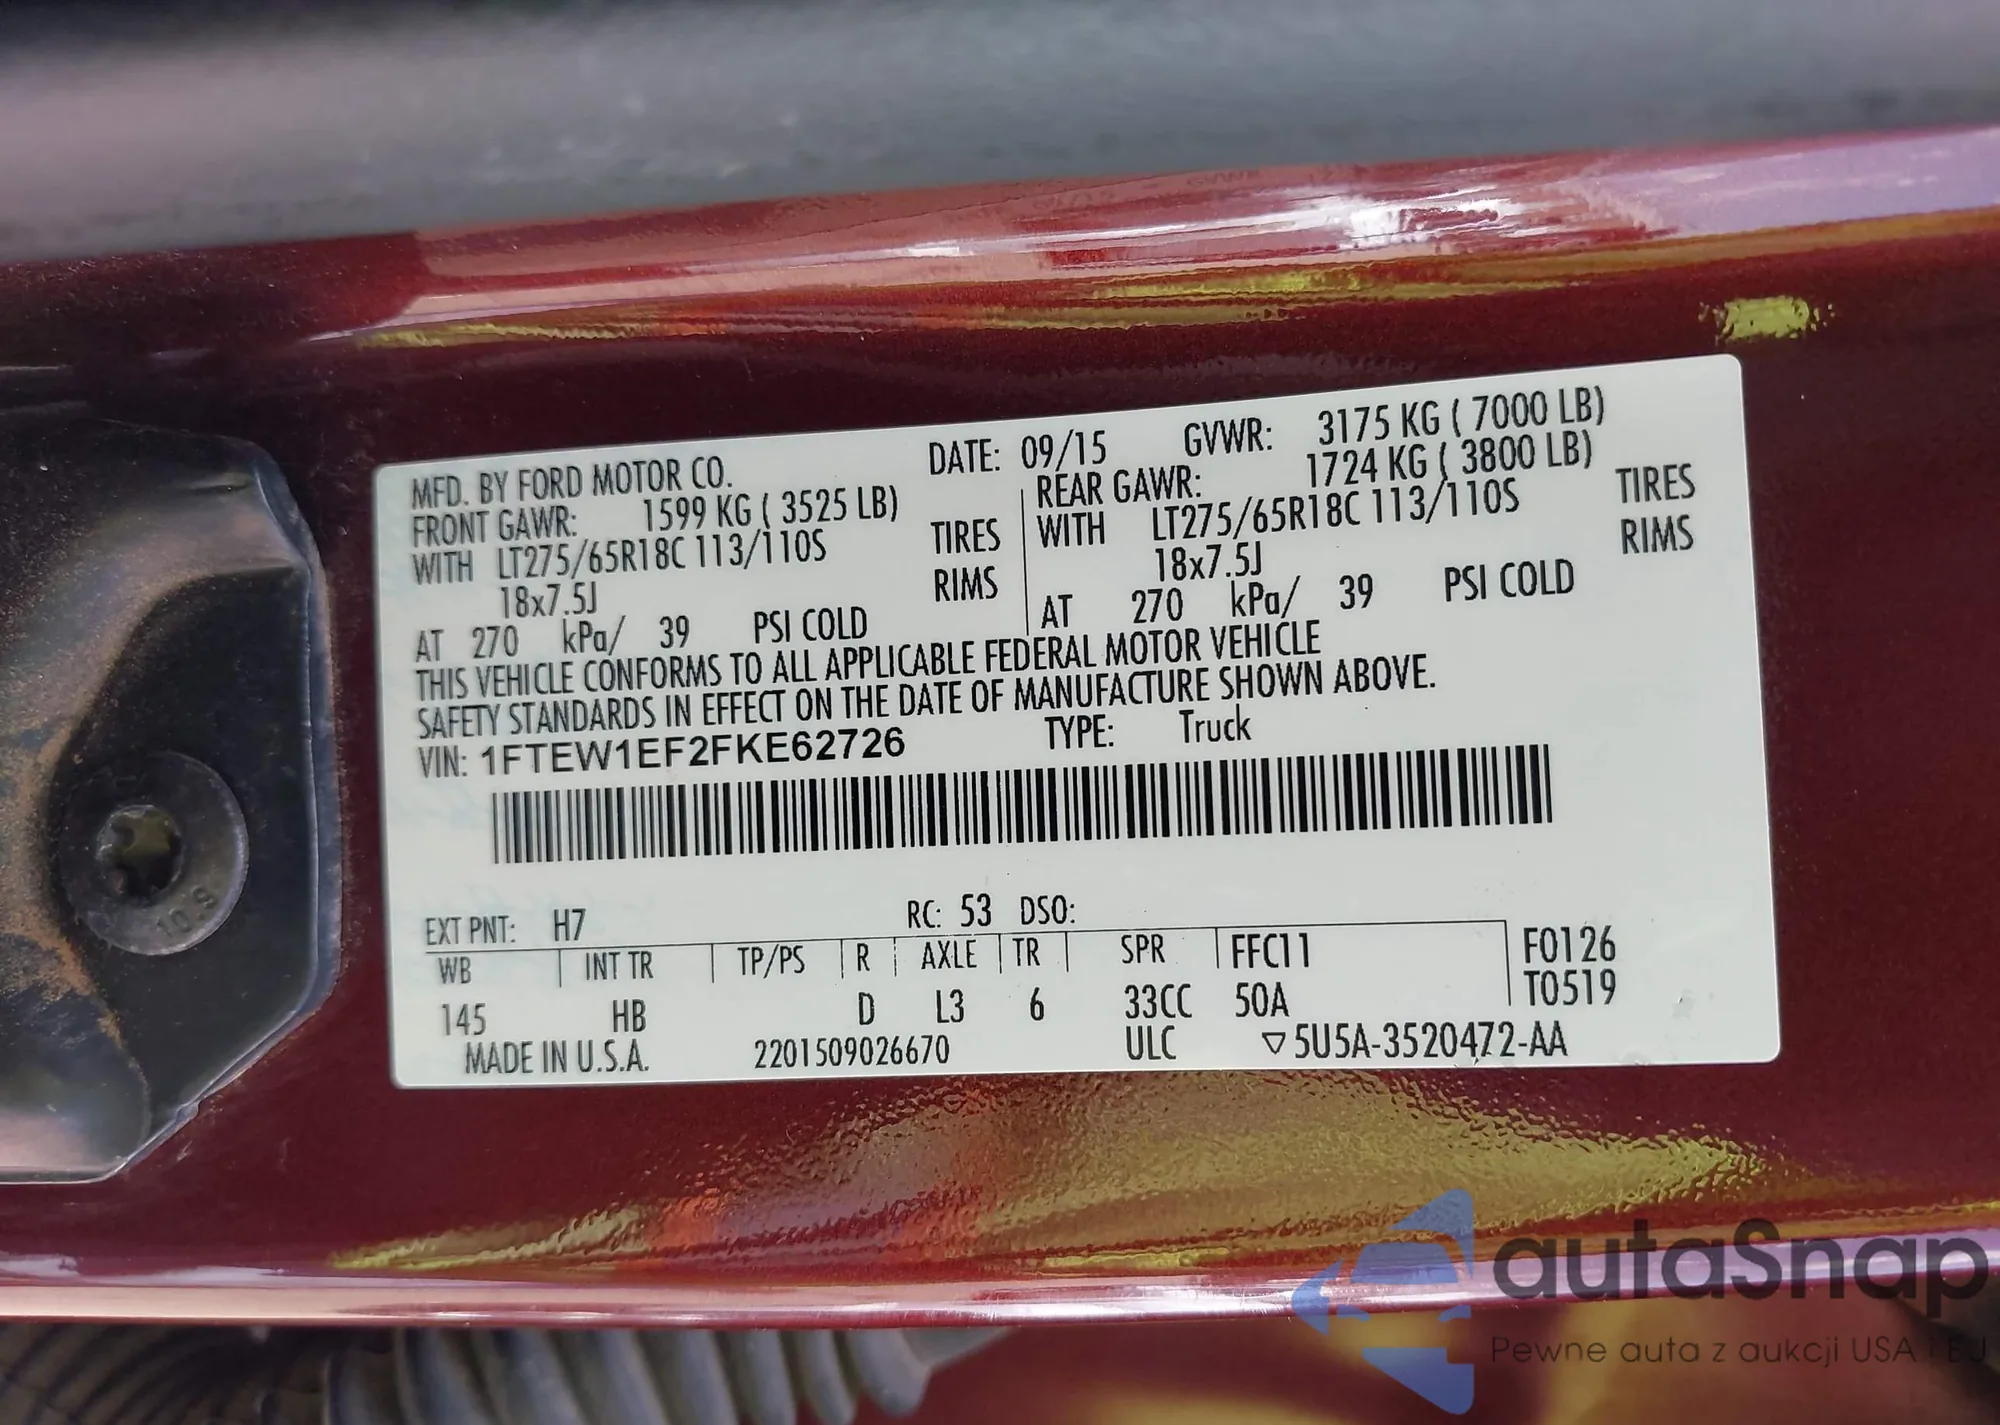 MFD. BY FORD MOTOR CO. DATE: 09/15 GVWR: 3175 KG ( 7000 LB)
FRONT GAWR: 1599 KG ( 3525 LB) REAR GAWR: 1724 KG ( 3800 LB)
WITH LT275/65R18C 113/110S TIRES WITH LT275/65R18C 113/110S TIRES
18x7.5J RIMS 18x7.5J RIMS
AT 270 kPa/ 39 PSI COLD AT 270 kPa/ 39 PSI COLD
THIS VEHICLE CONFORMS TO ALL APPLICABLE FEDERAL MOTOR VEHICLE
SAFETY STANDARDS IN EFFECT ON THE DATE OF MANUFACTURE SHOWN ABOVE.
VIN: 1FTEW1EF2FKE62726 TYPE: Truck
EXT PNT: H7 RC: 53 DSO:
WB INT TR TP/PS R AXLE TR SPR FFC11 F0126
145 HB D L3 6 33CC 50A T0519
MADE IN U.S.A. 2201509026670 ULC ▽5U5A-3520472-AA
10.9
autaSnap
Pewne auta z aukcji USA i EU